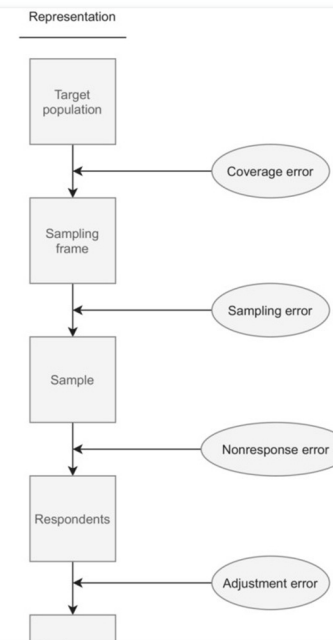 Representation
Target
population
Coverage error
Sampling
frame
Sampling error
Sample
Nonresponse error
Respondents
Adjustment error